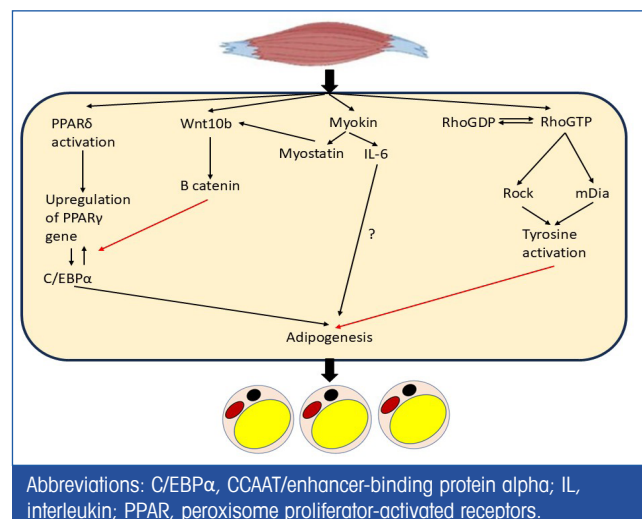 PPARδ
activation
Wnt10b
Myokin
RhoGDP
RhoGTP
Myostatin
IL-6
B catenin
Upregulation
of PPARγ
gene
Rock
mDia
?
Tyrosine
activation
C/EBPα
Adipogenesis
Abbreviations: C/EBPα, CCAAT/enhancer-binding protein alpha; IL,
interleukin; PPAR, peroxisome proliferator-activated receptors.